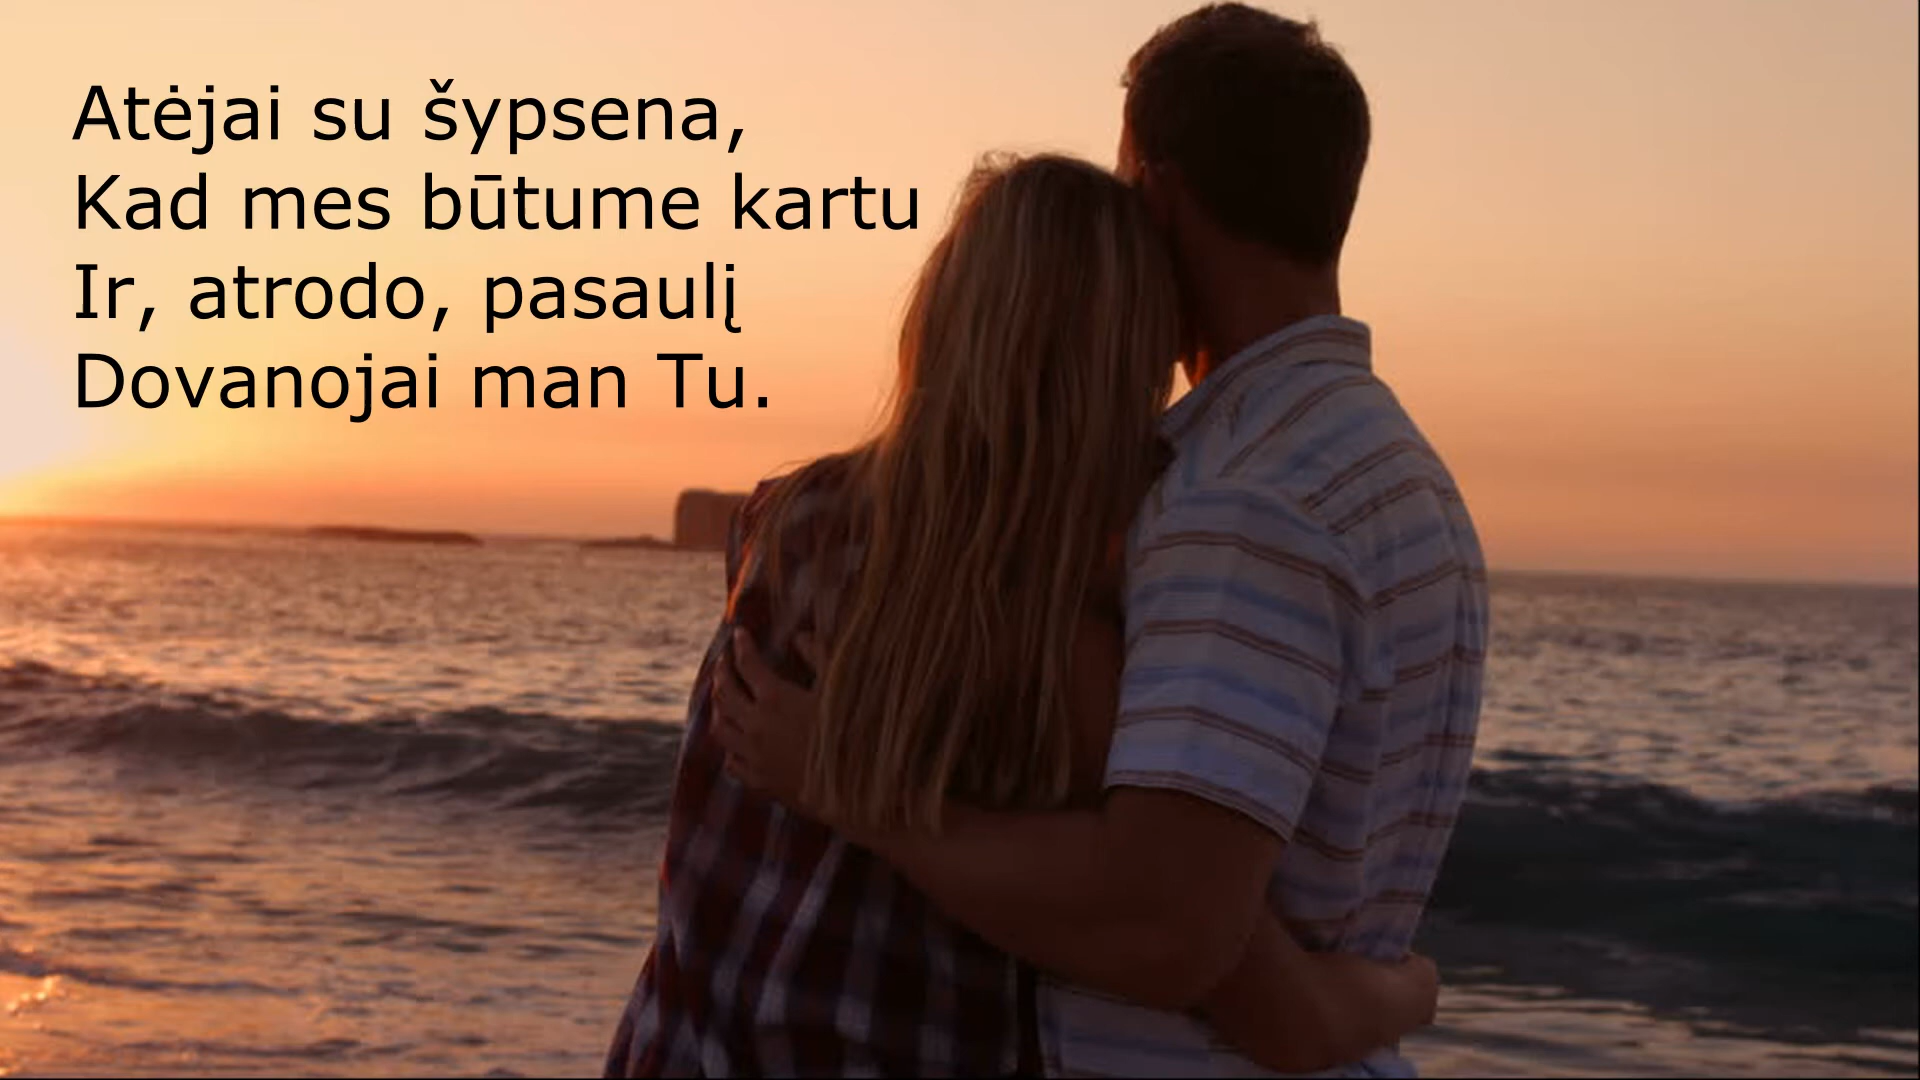 Atėjai su šypsena,
Kad mes būtume kartu
Ir, atrodo, pasaulį
Dovanojai man Tu.